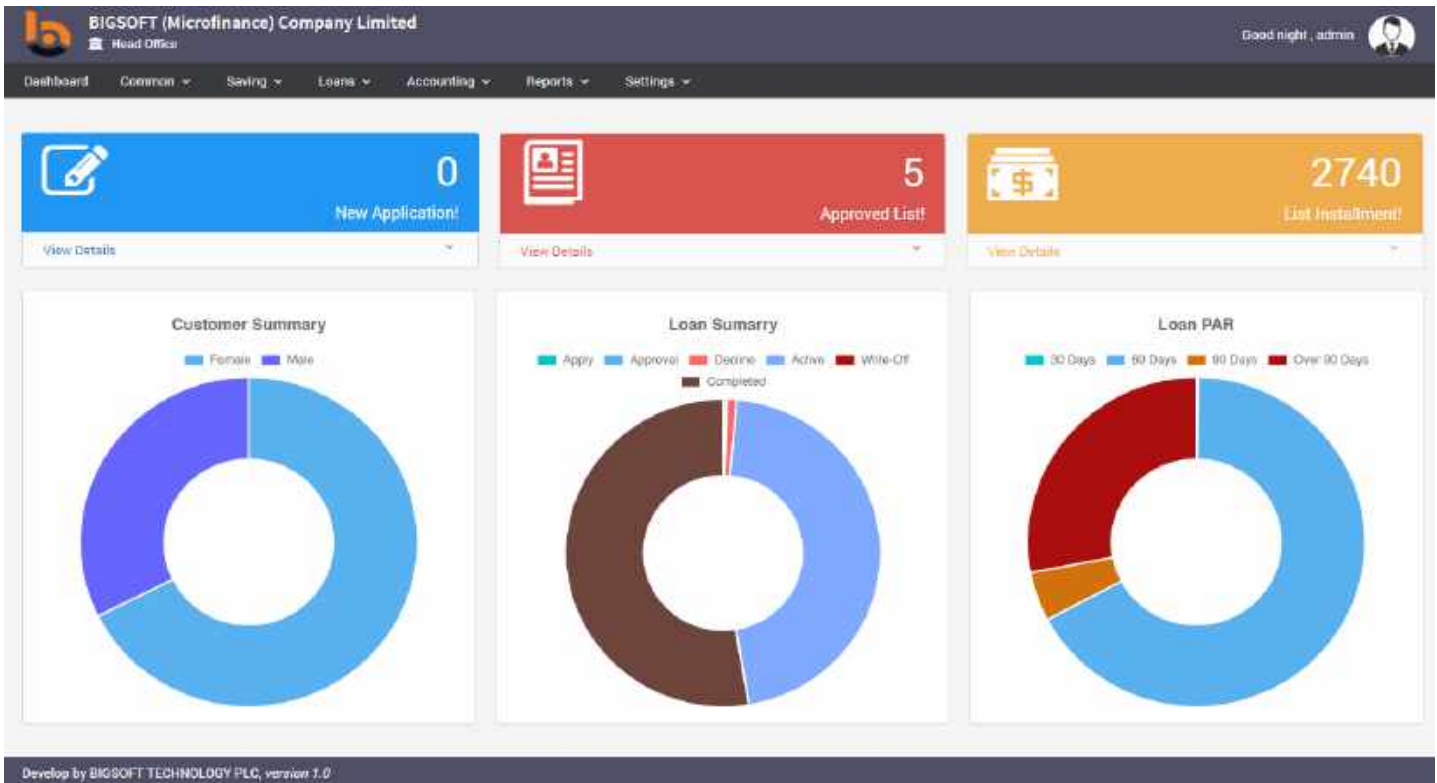 BIGSOFT (Microfinance) Company Limited
Head Office
Good night , admin
Dashboard Common Saving Loans Accounting Reports Settings
0
New Application!
View Details
5
Approved List!
View Details
2740
List Installment!
View Details
Customer Summary
Female Male
Loan Sumarry
Apply Approval Decline Active Write-Off
Completed
Loan PAR
30 Days 60 Days 90 Days Over 90 Days
Develop by BIGSOFT TECHNOLOGY PLC, version 1.0